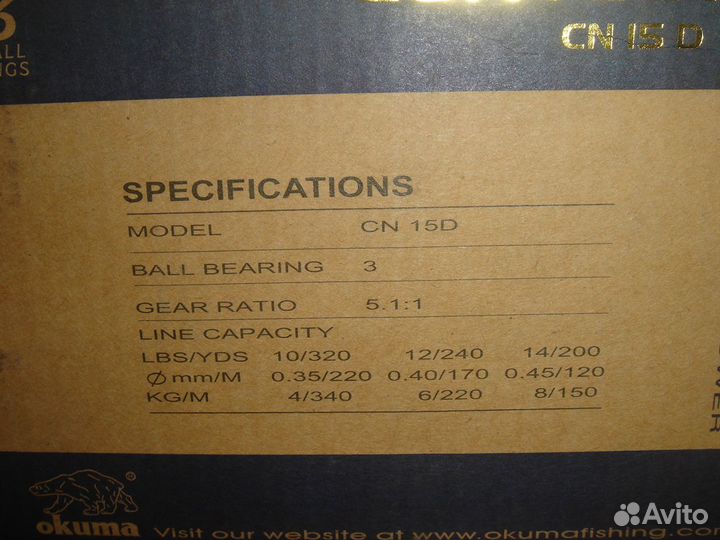 CN 15 D
SPECIFICATIONS
MODEL CN 15D
BALL BEARING 3
GEAR RATIO 5.1:1
LINE CAPACITY
LBS/YDS 10/320 12/240 14/200
Ømm/M 0.35/220 0.40/170 0.45/120
KG/M 4/340 6/220 8/150
® okuma Visit our website at www.okumafishing.co
Avito